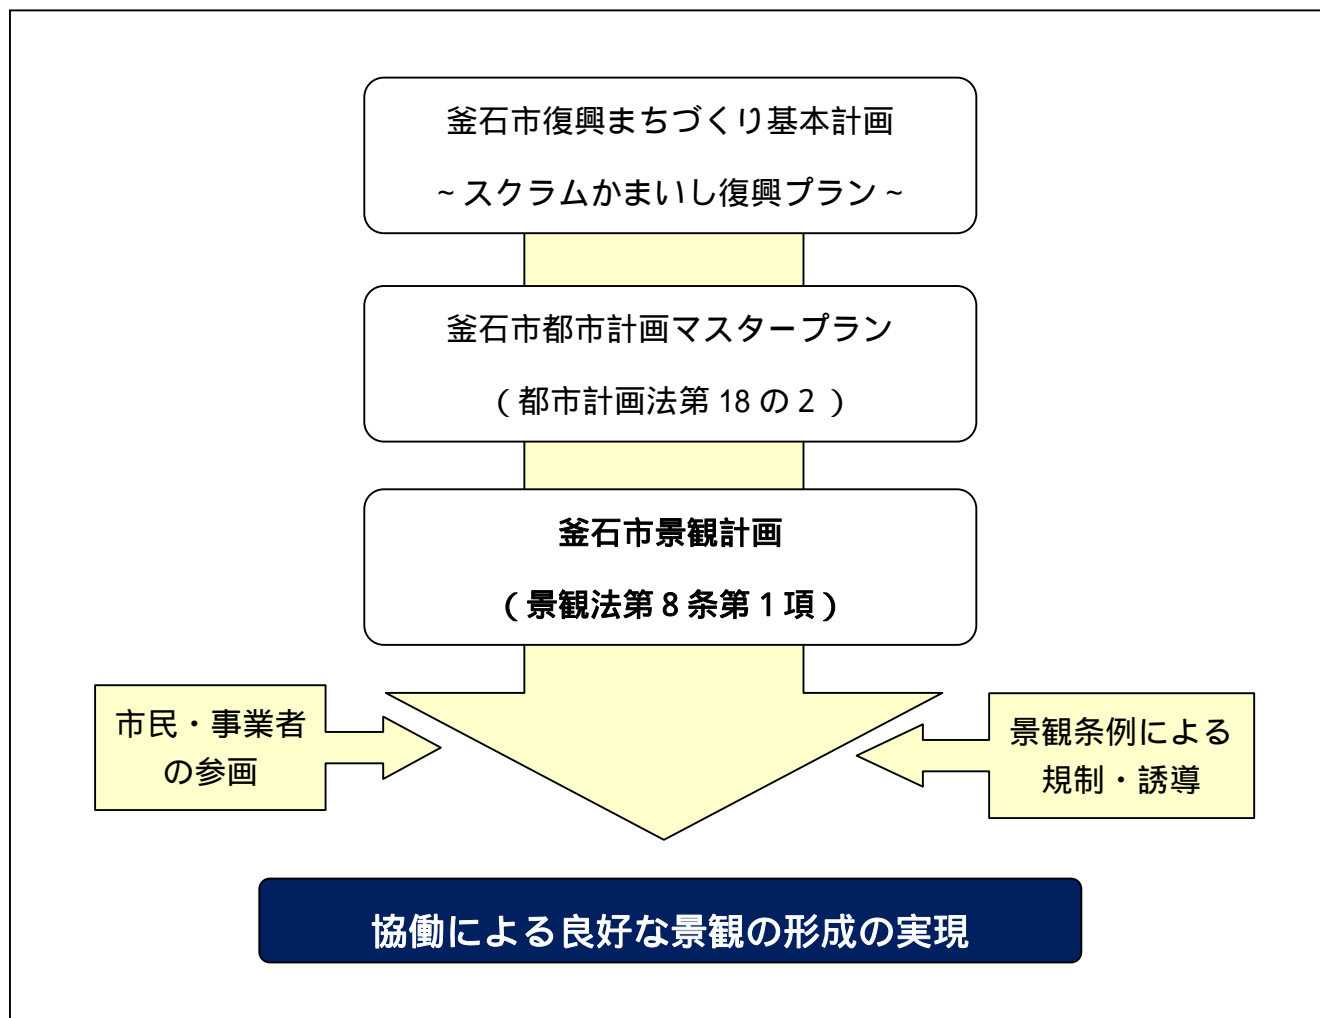 釜石市復興まちづくり基本計画
~スクラムかまいし復興プラン~
釜石市都市計画マスタープラン
（都市計画法第 18 の２）
釜石市景観計画
（景観法第８条第１項）
市民・事業者
の参画
景観条例による
規制・誘導
協働による良好な景観の形成の実現